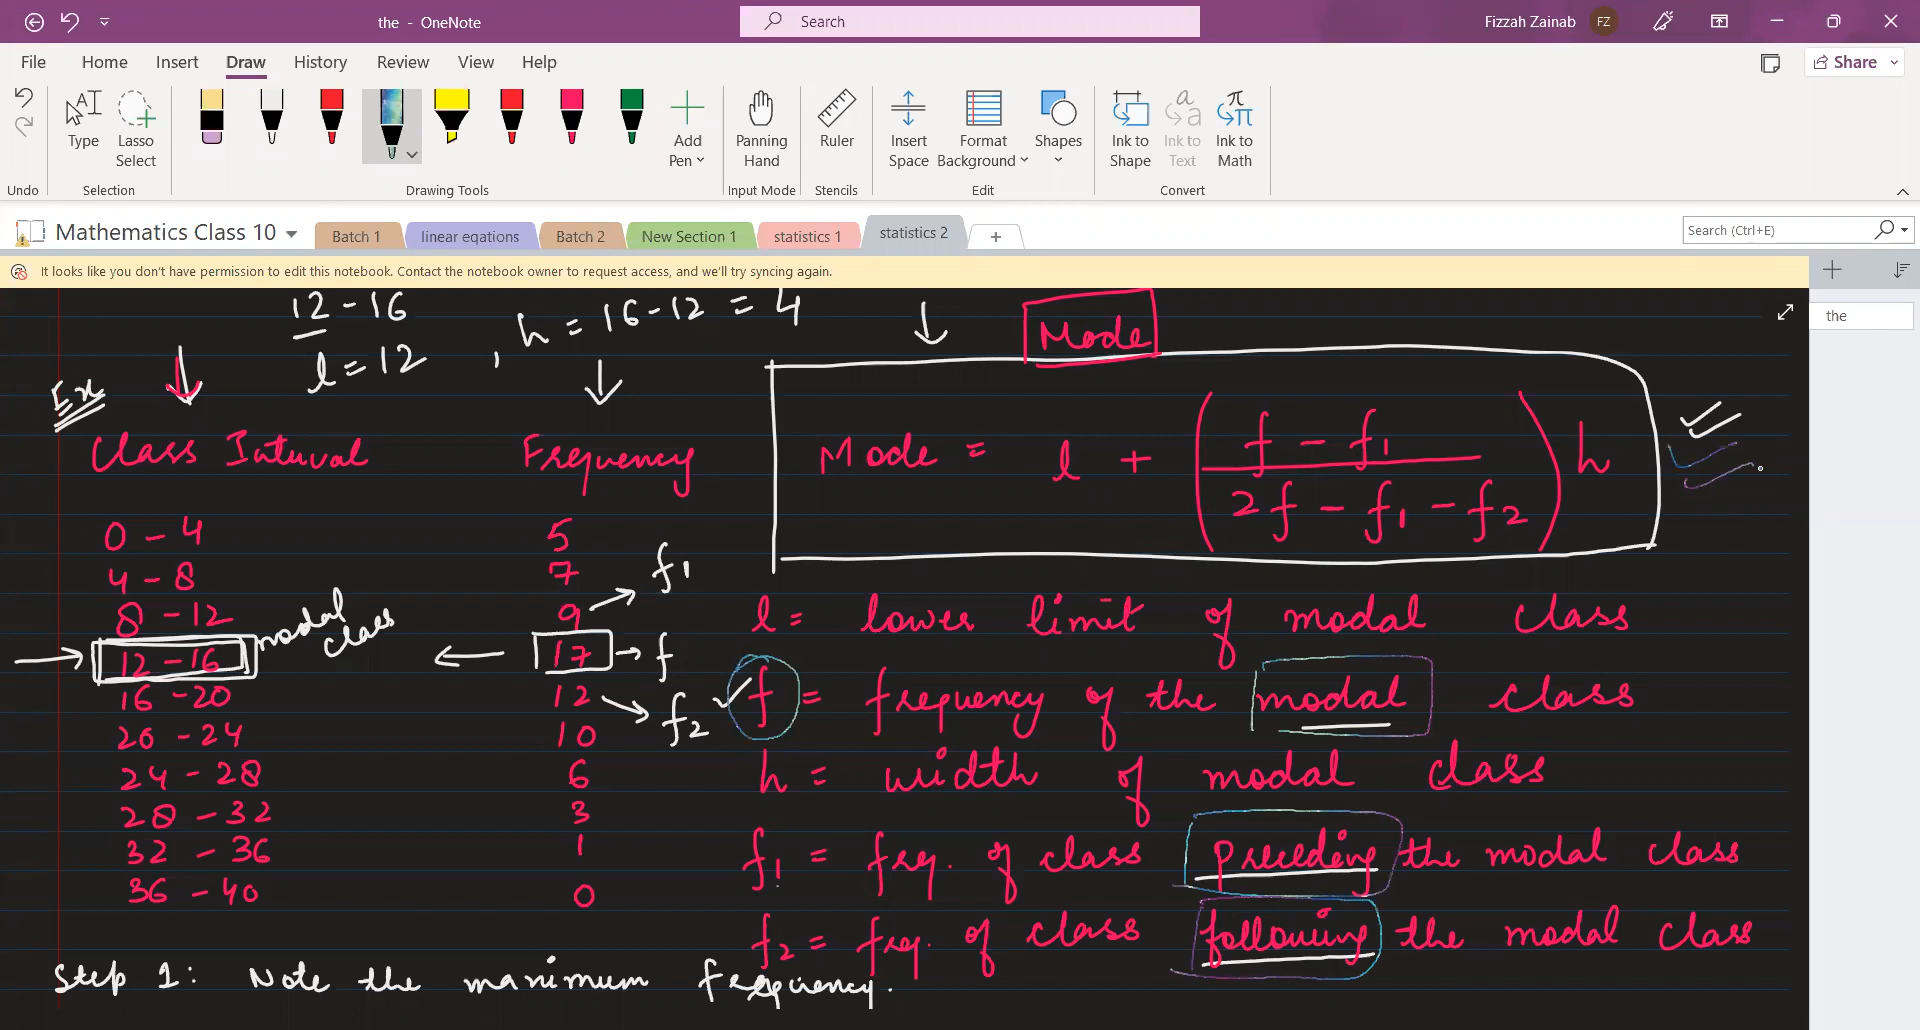 the - OneNote
Search
Fizzah Zainab FZ
File Home Insert Draw History Review View Help
Share
Type
Lasso Select
Add Pen
Panning Hand
Ruler
Insert Space
Format Background
Shapes
Ink to Shape
Ink to Text
Ink to Math
Undo Selection Drawing Tools Input Mode Stencils Edit Convert
Mathematics Class 10 Batch 1 linear eqations Batch 2 New Section 1 statistics 1 statistics 2 +
Search (Ctrl+E)
It looks like you don't have permission to edit this notebook. Contact the notebook owner to request access, and we'll try syncing again.
the
12 - 16
h = 16 - 12 = 4
l = 12 ,
Ex
Mode
Class Interval Frequency
Mode = l + ( f - f1 / 2f - f1 - f2 ) h
0 - 4 5
4 - 8 7
8 - 12 9 → f1
12 - 16 modal class ← 17 → f
16 - 20 12 → f2
20 - 24 10
24 - 28 6
28 - 32 3
32 - 36 1
36 - 40 0
l = lower limit of modal class
f = frequency of the modal class
h = width of modal class
f1 = freq. of class preceding the modal class
f2 = freq. of class following the modal class
Step 1: Note the maximum frequency.